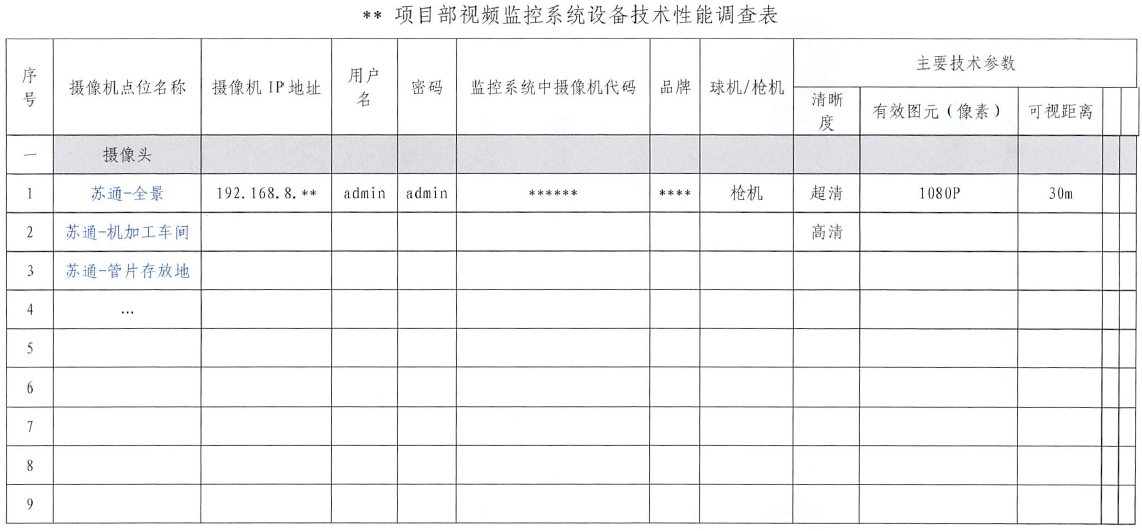 ** 项目部视频监控系统设备技术性能调查表
序号 摄像机点位名称 摄像机 IP 地址 用户名 密码 监控系统中摄像机代码 品牌 球机/枪机 主要技术参数
清晰度 有效图元（像素） 可视距离
一 摄像头
1 苏通-全景 192.168.8.** admin admin ****** **** 枪机 超清 1080P 30m
2 苏通-机加工车间 高清
3 苏通-管片存放地
4 …
5
6
7
8
9